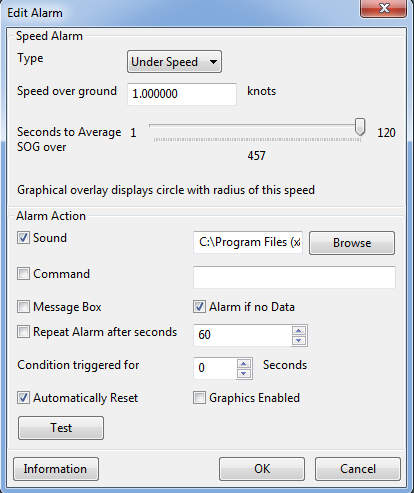 Edit Alarm
Speed Alarm
Type Under Speed
Speed over ground 1.000000 knots
Seconds to Average 1 120
SOG over
457
Graphical overlay displays circle with radius of this speed
Alarm Action
Sound C:\Program Files (x Browse
Command
Message Box Alarm if no Data
Repeat Alarm after seconds 60
Condition triggered for 0 Seconds
Automatically Reset Graphics Enabled
Test
Information OK Cancel